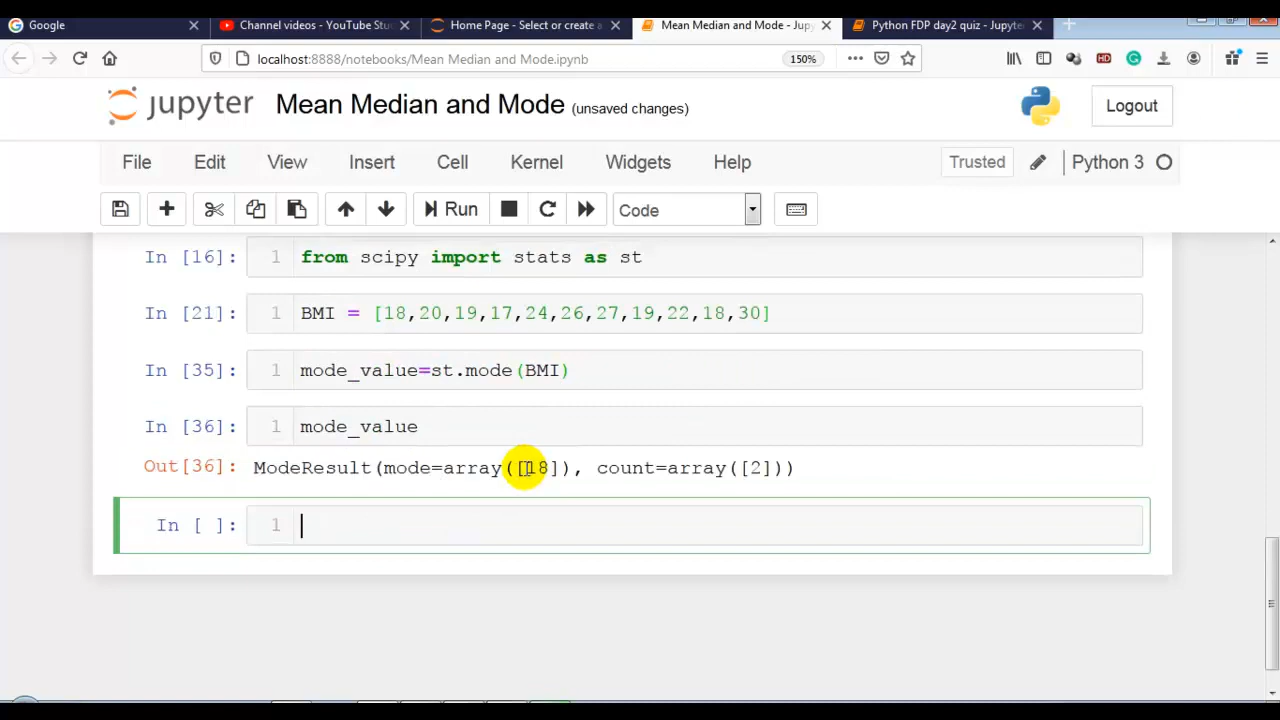 Google
Channel videos - YouTube Stu
Home Page - Select or create a
Mean Median and Mode - Jupy
Python FDP day2 quiz - Jupyter
localhost:8888/notebooks/Mean Median and Mode.ipynb
150%
HD
jupyter Mean Median and Mode (unsaved changes)
Logout
File Edit View Insert Cell Kernel Widgets Help
Trusted
Python 3
Run
Code
In [16]: 1 from scipy import stats as st
In [21]: 1 BMI = [18,20,19,17,24,26,27,19,22,18,30]
In [35]: 1 mode_value=st.mode(BMI)
In [36]: 1 mode_value
Out[36]: ModeResult(mode=array([18]), count=array([2]))
In [ ]: 1